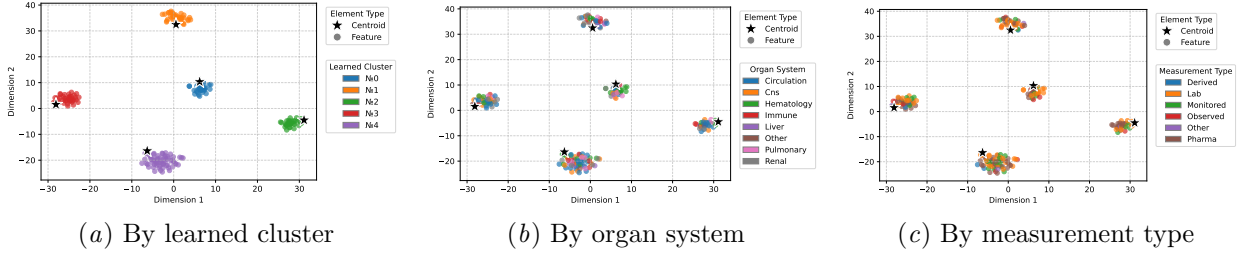 40
30
20
10
0
−10
−20
−30
−20
−10
0
10
20
30
Dimension 1
Dimension 2
Element Type
Centroid
Feature
Learned Cluster
№0
№1
№2
№3
№4
(a) By learned cluster
40
30
20
10
0
−10
−20
−30
−20
−10
0
10
20
30
Dimension 1
Dimension 2
Element Type
Centroid
Feature
Organ System
Circulation
Cns
Hematology
Immune
Liver
Other
Pulmonary
Renal
(b) By organ system
40
30
20
10
0
−10
−20
−30
−20
−10
0
10
20
30
Dimension 1
Dimension 2
Element Type
Centroid
Feature
Measurement Type
Derived
Lab
Monitored
Observed
Other
Pharma
(c) By measurement type